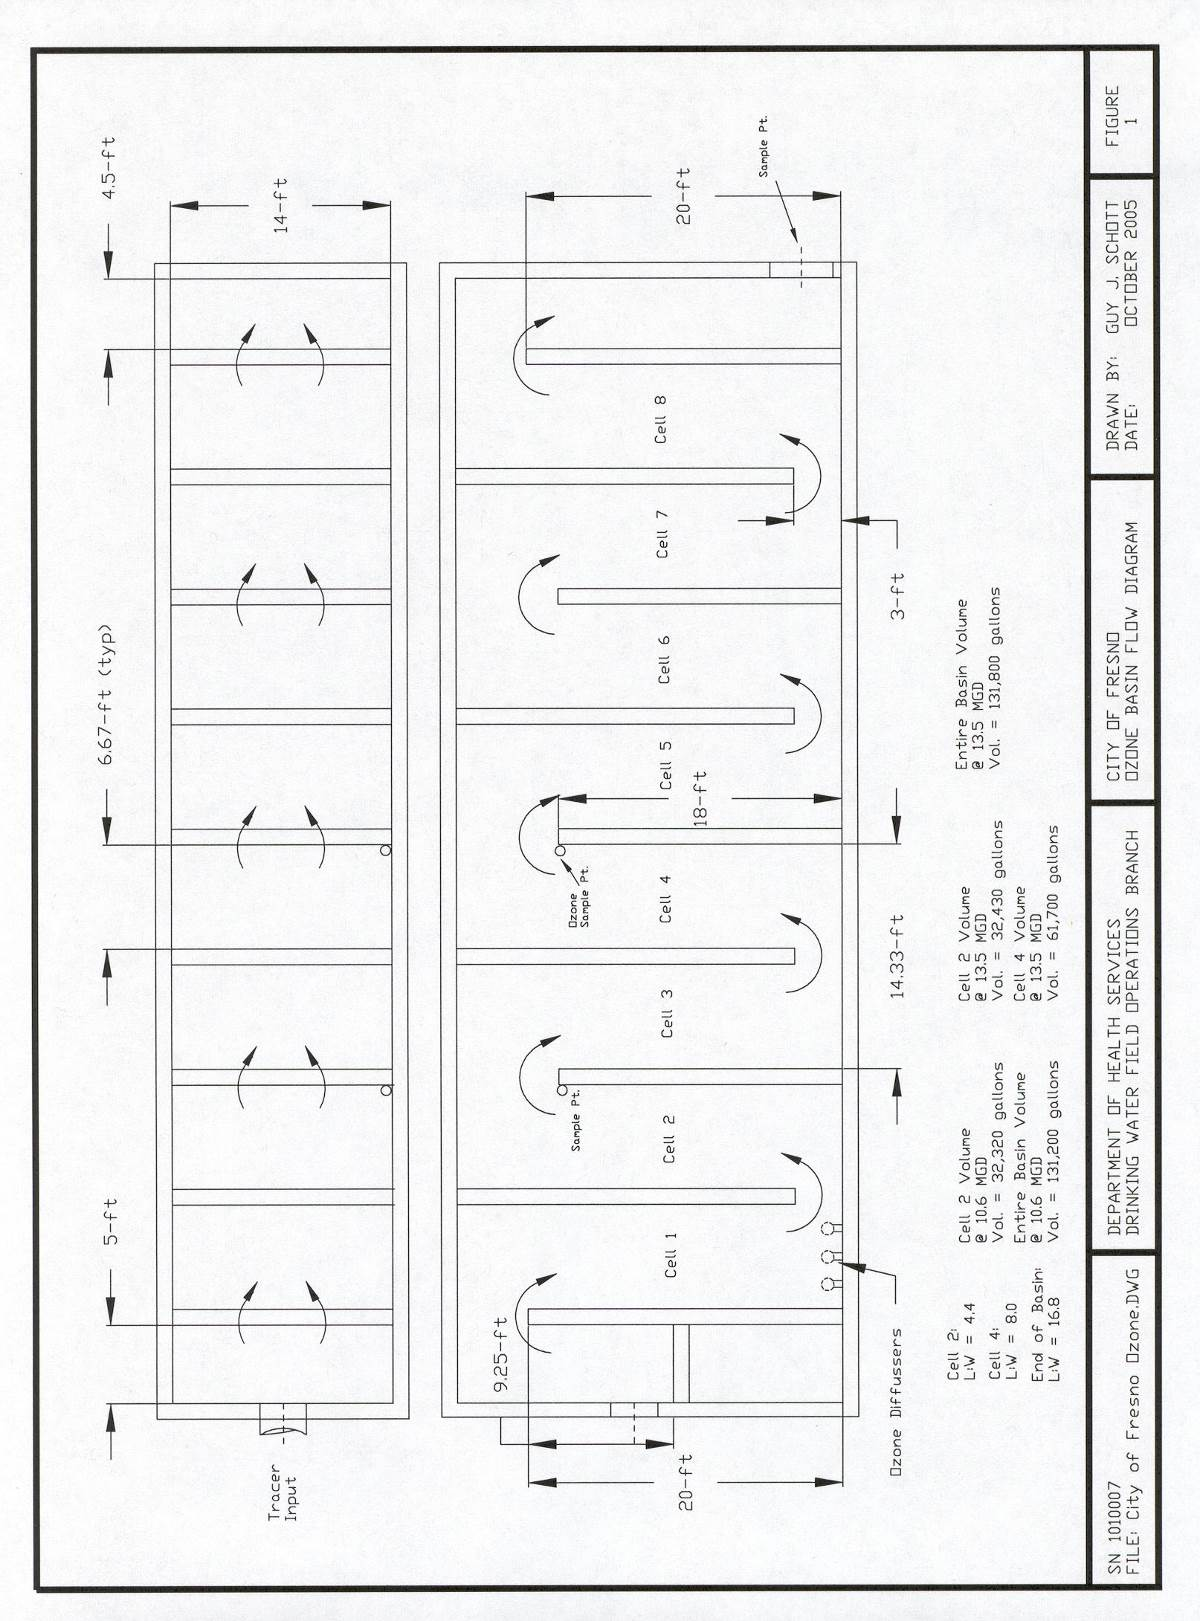 4.5-ft
14-ft
6.67-ft (typ)
5-ft
Tracer
Input
Sample Pt.
20-ft
Cell 8
Cell 7
3-ft
Cell 6
Cell 5
18-ft
Ozone
Sample Pt.
Cell 4
14.33-ft
Cell 3
Sample Pt.
Cell 2
Cell 1
9.25-ft
20-ft
Ozone Diffussers
Cell 2:
L:W = 4.4
Cell 4:
L:W = 8.0
End of Basin:
L:W = 16.8
Cell 2 Volume
@ 10.6 MGD
Vol. = 32,320 gallons
Entire Basin Volume
@ 10.6 MGD
Vol. = 131,200 gallons
Cell 2 Volume
@ 13.5 MGD
Vol. = 32,430 gallons
Cell 4 Volume
@ 13.5 MGD
Vol. = 61,700 gallons
Entire Basin Volume
@ 13.5 MGD
Vol. = 131,800 gallons
SN 1010007
FILE: City of Fresno Ozone.DWG
DEPARTMENT OF HEALTH SERVICES
DRINKING WATER FIELD OPERATIONS BRANCH
CITY OF FRESNO
OZONE BASIN FLOW DIAGRAM
DRAWN BY: GUY J. SCHOTT
DATE: OCTOBER 2005
FIGURE
1